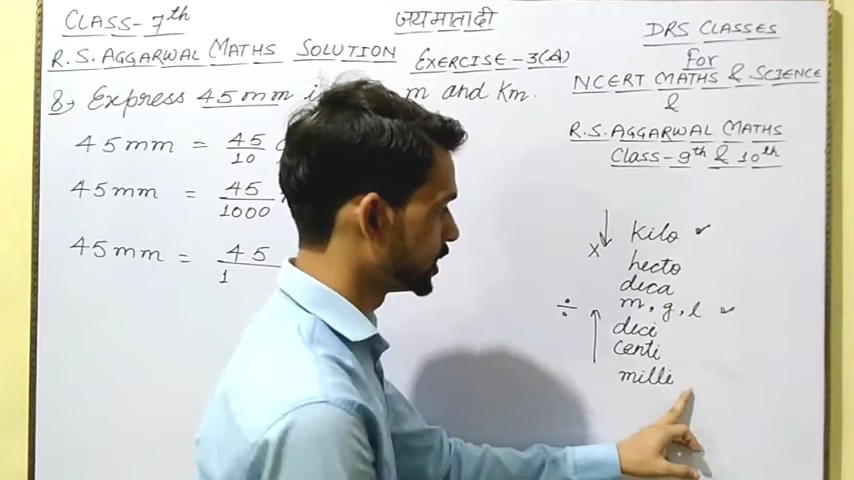 CLASS- 7th
जय माता दी
R.S. AGGARWAL MATHS SOLUTION EXERCISE - 3(A)
8, Express 45mm m and Km.
45mm = 45/10
45mm = 45/1000
45mm = 45/1
DRS CLASSES
For
NCERT MATHS & SCIENCE
&
R.S. AGGARWAL MATHS
Class- 9th & 10th
↓ Kilo ✓
x
hecto
deca
m, g, l ✓
÷ ↑
deci
centi
milli